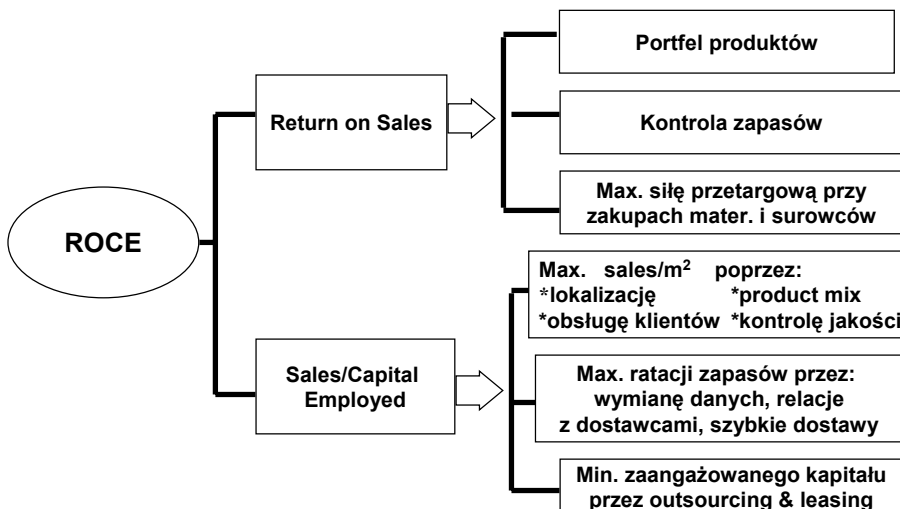 ROCE
Return on Sales
Portfel produktów
Kontrola zapasów
Max. siłę przetargową przy
zakupach mater. i surowców
Sales/Capital
Employed
Max. sales/m² poprzez:
*lokalizację *product mix
*obsługę klientów *kontrolę jakości
Max. ratacji zapasów przez:
wymianę danych, relacje
z dostawcami, szybkie dostawy
Min. zaangażowanego kapitału
przez outsourcing & leasing